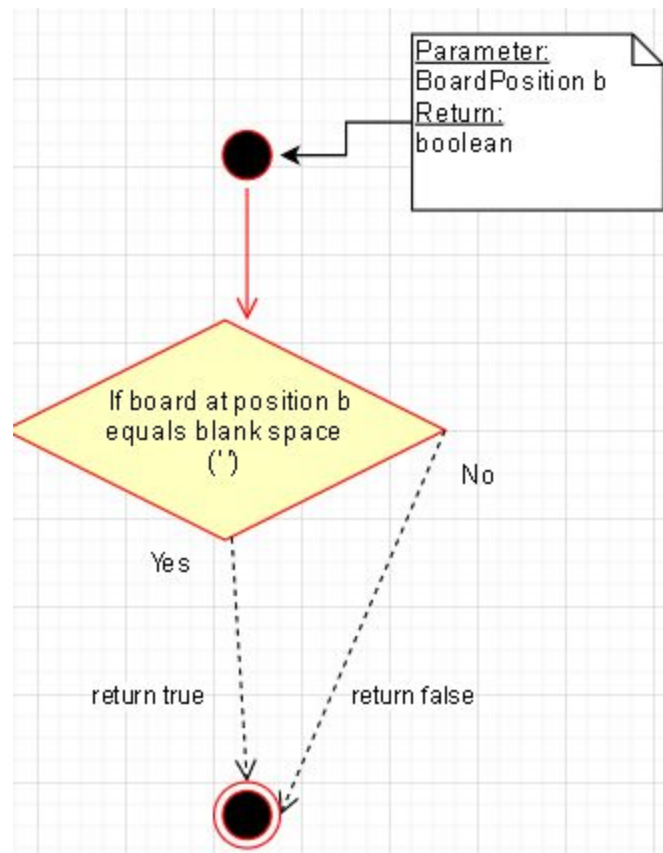 Parameter:
BoardPosition b
Return:
boolean
If board at position b
equals blank space
(' ')
No
Yes
return true
return false